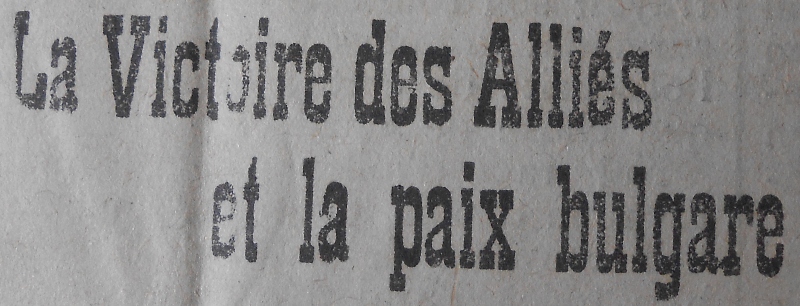 La Victoire des Alliés
et la paix bulgare